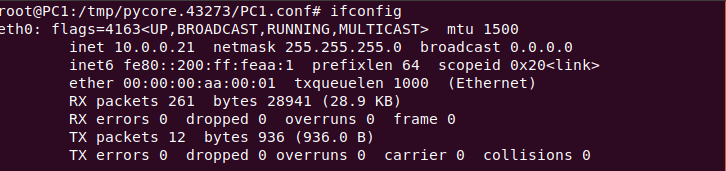 root@PC1:/tmp/pycore.43273/PC1.conf# ifconfig
eth0: flags=4163<UP,BROADCAST,RUNNING,MULTICAST>  mtu 1500
        inet 10.0.0.21  netmask 255.255.255.0  broadcast 0.0.0.0
        inet6 fe80::200:ff:feaa:1  prefixlen 64  scopeid 0x20<link>
        ether 00:00:00:aa:00:01  txqueuelen 1000  (Ethernet)
        RX packets 261  bytes 28941 (28.9 KB)
        RX errors 0  dropped 0  overruns 0  frame 0
        TX packets 12  bytes 936 (936.0 B)
        TX errors 0  dropped 0 overruns 0  carrier 0  collisions 0